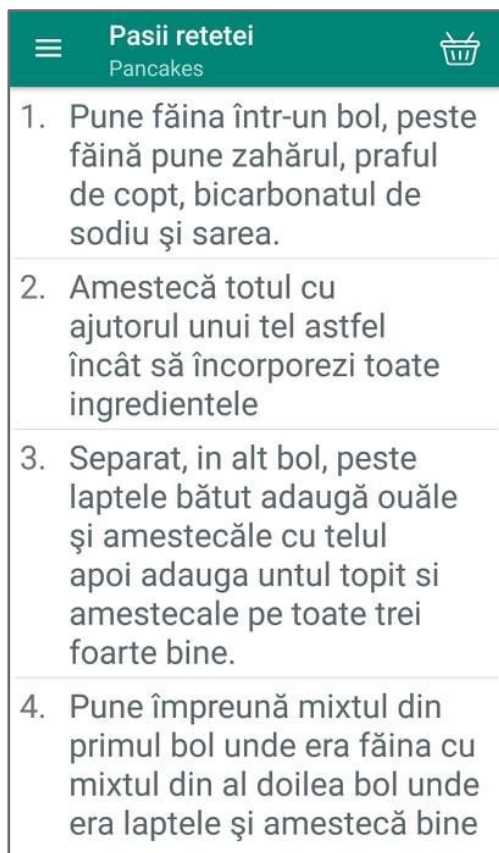 Pasii retetei
Pancakes
1. Pune făina într-un bol, peste
făină pune zahărul, praful
de copt, bicarbonatul de
sodiu şi sarea.
2. Amestecă totul cu
ajutorul unui tel astfel
încât să încorporezi toate
ingredientele
3. Separat, in alt bol, peste
laptele bătut adaugă ouăle
şi amestecăle cu telul
apoi adauga untul topit si
amestecale pe toate trei
foarte bine.
4. Pune împreună mixtul din
primul bol unde era făina cu
mixtul din al doilea bol unde
era laptele şi amestecă bine